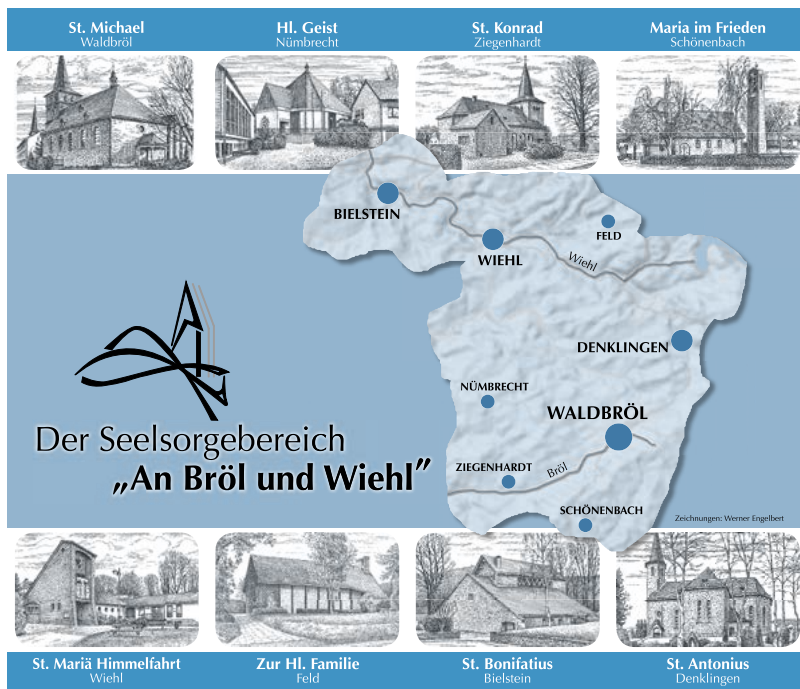 St. Michael
Waldbröl
Hl. Geist
Nümbrecht
St. Konrad
Ziegenhardt
Maria im Frieden
Schönenbach
BIELSTEIN
WIEHL
FELD
Wiehl
DENKLINGEN
NÜMBRECHT
WALDBRÖL
ZIEGENHARDT
Bröl
SCHÖNENBACH
Der Seelsorgebereich
„An Bröl und Wiehl”
Zeichnungen: Werner Engelbert
St. Mariä Himmelfahrt
Wiehl
Zur Hl. Familie
Feld
St. Bonifatius
Bielstein
St. Antonius
Denklingen